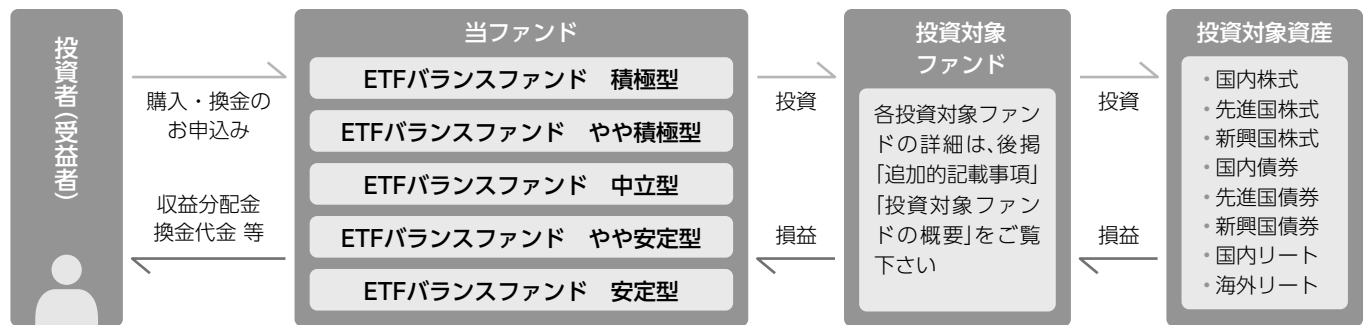 投資者(受益者)
購入・換金の
お申込み
収益分配金
換金代金 等
当ファンド
ETFバランスファンド　積極型
ETFバランスファンド　やや積極型
ETFバランスファンド　中立型
ETFバランスファンド　やや安定型
ETFバランスファンド　安定型
投資
損益
投資対象
ファンド
各投資対象ファン
ドの詳細は、後掲
「追加的記載事項」
「投資対象ファン
ドの概要」をご覧
下さい
投資
損益
投資対象資産
・国内株式
・先進国株式
・新興国株式
・国内債券
・先進国債券
・新興国債券
・国内リート
・海外リート